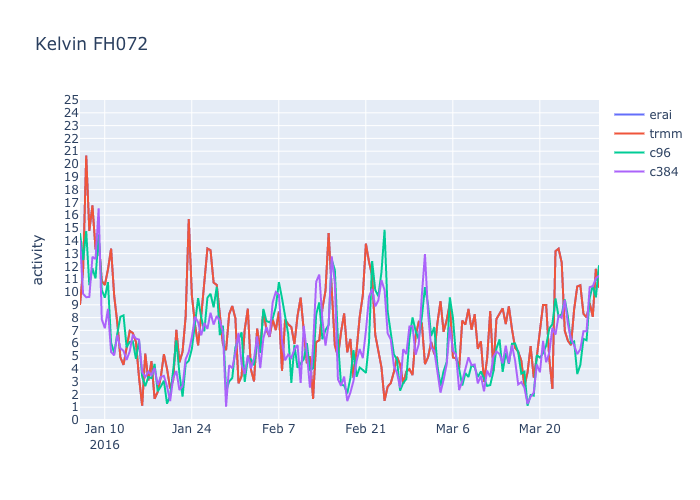 Kelvin FH072
25
24
23
22
21
20
19
18
17
16
15
14
13
12
11
10
9
8
7
6
5
4
3
2
1
0
activity
Jan 10
2016
Jan 24
Feb 7
Feb 21
Mar 6
Mar 20
erai
trmm
c96
c384